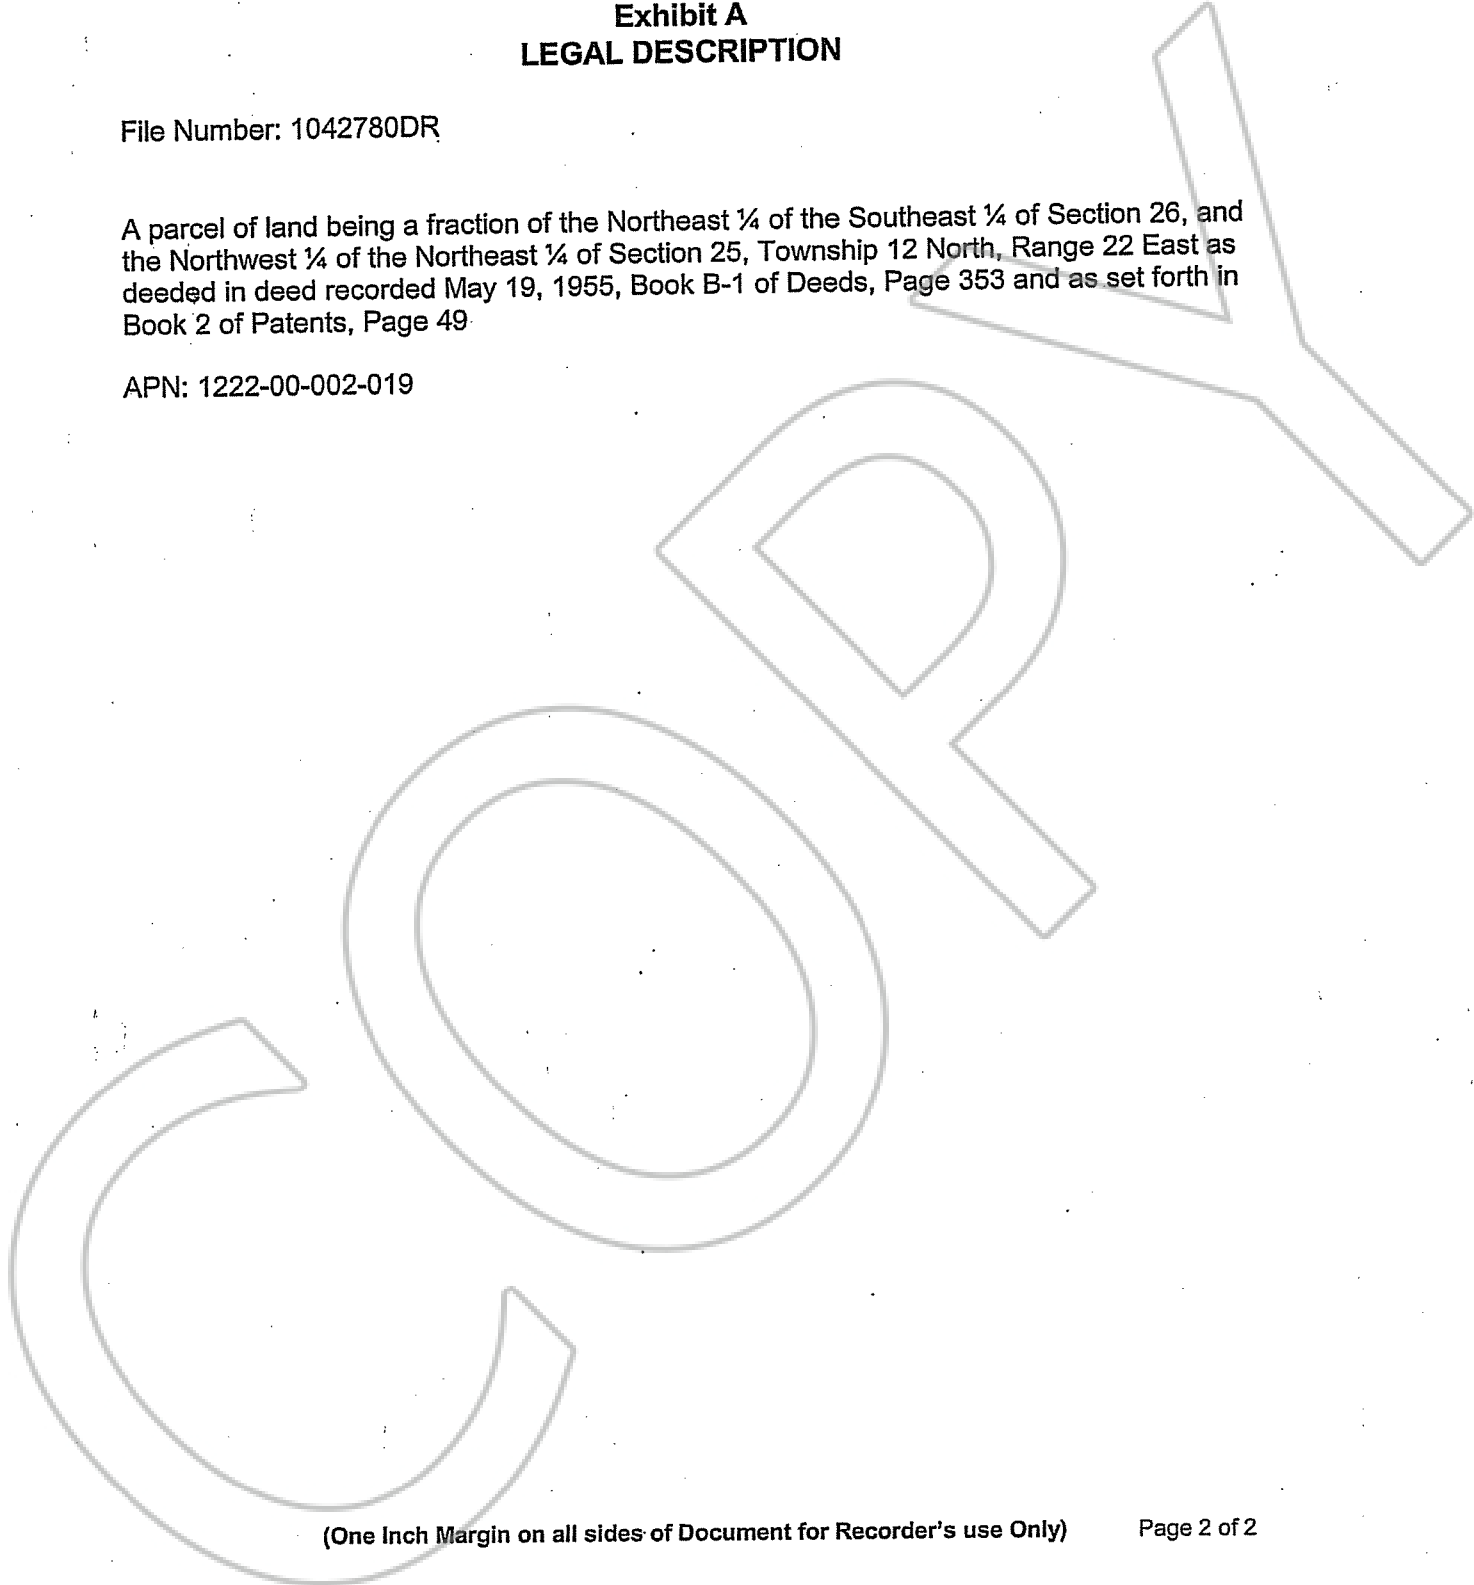 Exhibit A
LEGAL DESCRIPTION
File Number: 1042780DR
A parcel of land being a fraction of the Northeast ¼ of the Southeast ¼ of Section 26, and
the Northwest ¼ of the Northeast ¼ of Section 25, Township 12 North, Range 22 East as
deeded in deed recorded May 19, 1955, Book B-1 of Deeds, Page 353 and as set forth in
Book 2 of Patents, Page 49
APN: 1222-00-002-019
COPY
(One Inch Margin on all sides of Document for Recorder's use Only) Page 2 of 2